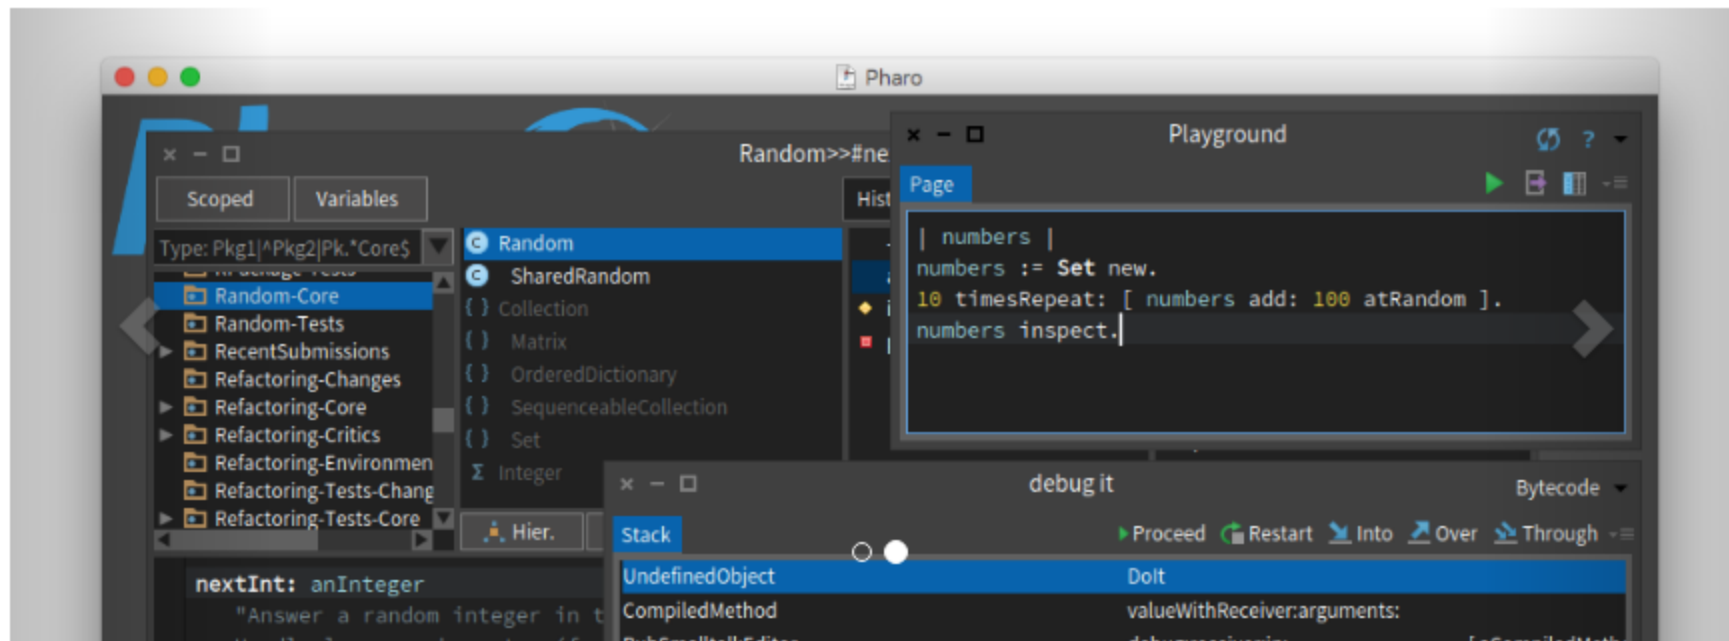 Pharo
Random>>#ne
Scoped
Variables
Hist
Type: Pkg1|^Pkg2|Pk.*Core$
Random-Core
Random-Tests
RecentSubmissions
Refactoring-Changes
Refactoring-Core
Refactoring-Critics
Refactoring-Environmen
Refactoring-Tests-Chang
Refactoring-Tests-Core
Random
SharedRandom
Collection
Matrix
OrderedDictionary
SequenceableCollection
Set
Integer
Hier.
nextInt: anInteger
"Answer a random integer in t
Playground
?
Page
| numbers |
numbers := Set new.
10 timesRepeat: [ numbers add: 100 atRandom ].
numbers inspect.
debug it
Bytecode
Stack
Proceed Restart Into Over Through
UndefinedObject DoIt
CompiledMethod valueWithReceiver:arguments: